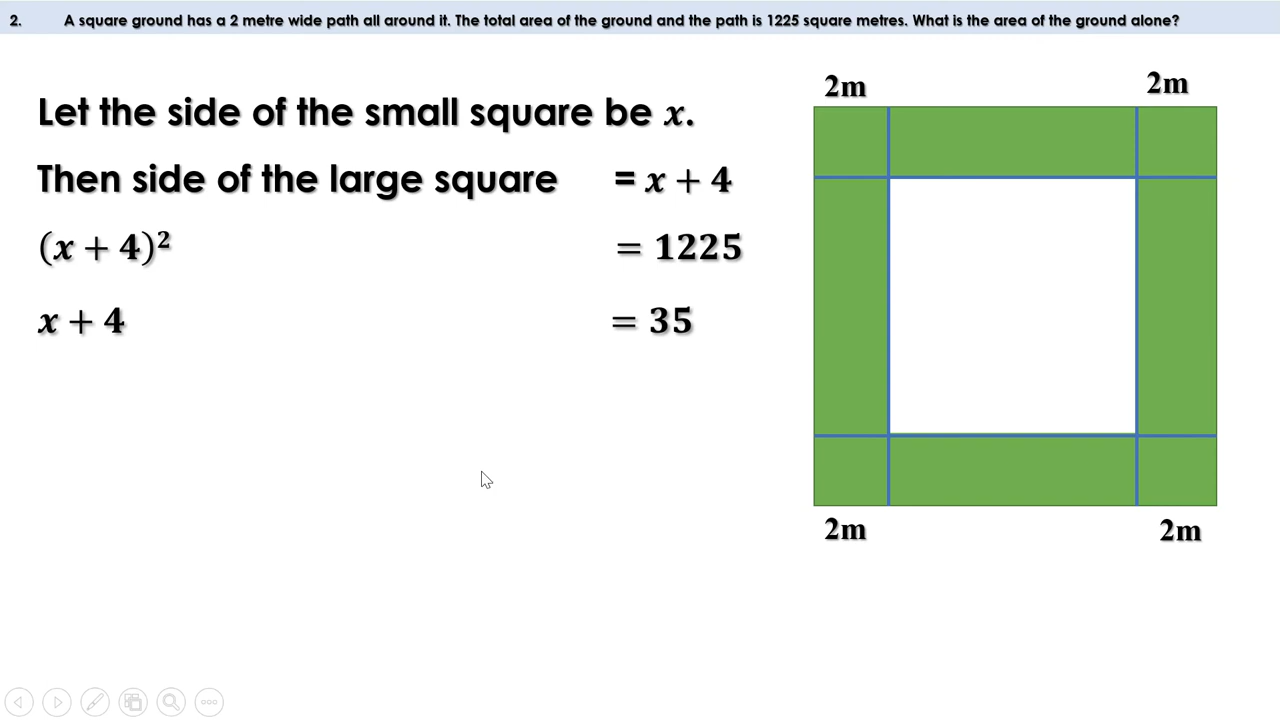 2. A square ground has a 2 metre wide path all around it. The total area of the ground and the path is 1225 square metres. What is the area of the ground alone?
2m 2m
Let the side of the small square be x.
Then side of the large square = x + 4
(x + 4)² = 1225
x + 4 = 35
2m 2m